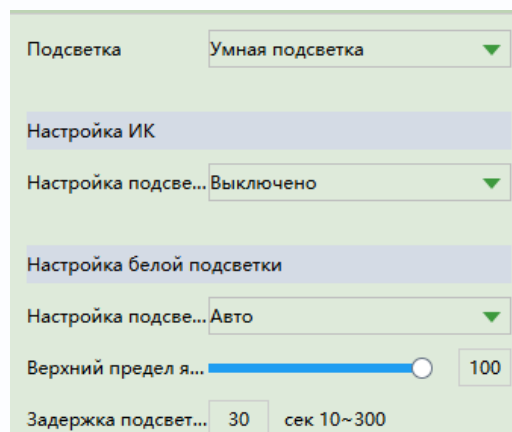 Подсветка Умная подсветка
Настройка ИК
Настройка подсве... Выключено
Настройка белой подсветки
Настройка подсве... Авто
Верхний предел я... 100
Задержка подсвет... 30 сек 10~300